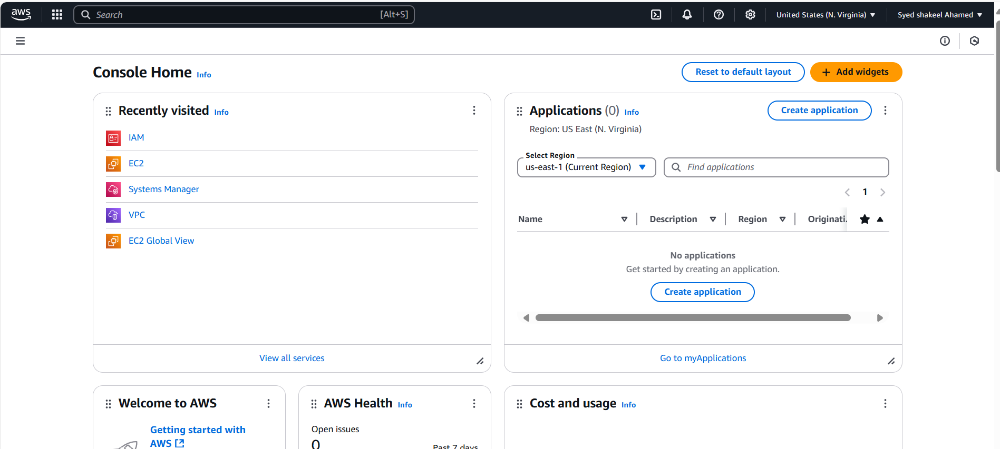 aws
Search [Alt+S]
United States (N. Virginia)
Syed shakeel Ahamed
Console Home Info
Reset to default layout
Add widgets
Recently visited Info
IAM
EC2
Systems Manager
VPC
EC2 Global View
View all services
Applications (0) Info
Create application
Region: US East (N. Virginia)
Select Region
us-east-1 (Current Region)
Find applications
1
Name Description Region Originati.
No applications
Get started by creating an application.
Create application
Go to myApplications
Welcome to AWS
Getting started with
AWS
AWS Health Info
Open issues
0
Past 7 days
Cost and usage Info